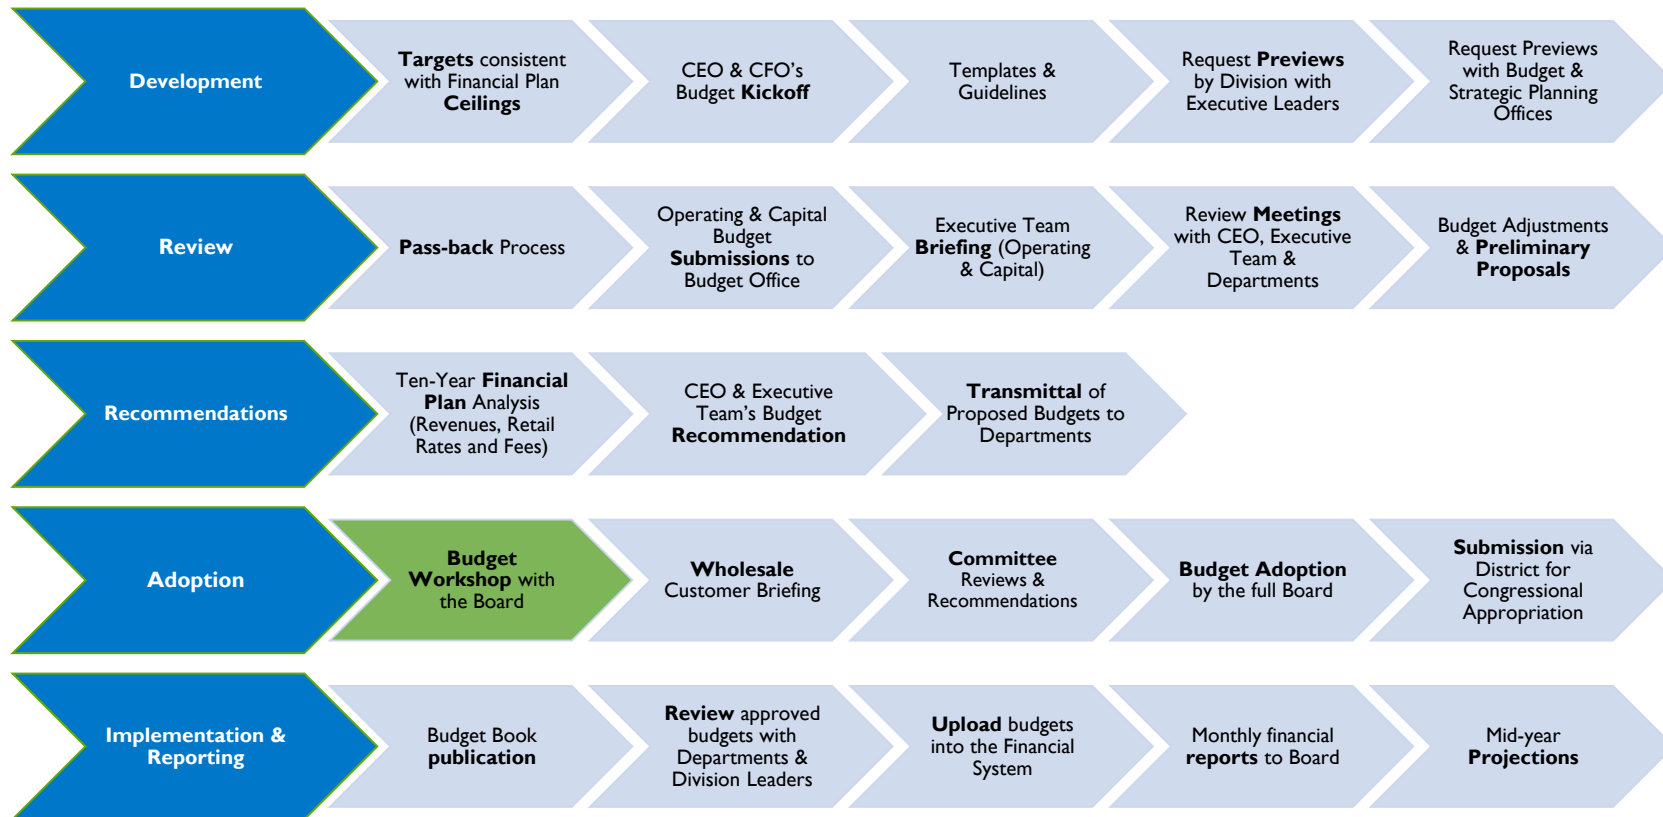 Development
Targets consistent
with Financial Plan
Ceilings
CEO & CFO's
Budget Kickoff
Templates &
Guidelines
Request Previews
by Division with
Executive Leaders
Request Previews
with Budget &
Strategic Planning
Offices
Review
Pass-back Process
Operating & Capital
Budget
Submissions to
Budget Office
Executive Team
Briefing (Operating
& Capital)
Review Meetings
with CEO, Executive
Team &
Departments
Budget Adjustments
& Preliminary
Proposals
Recommendations
Ten-Year Financial
Plan Analysis
(Revenues, Retail
Rates and Fees)
CEO & Executive
Team's Budget
Recommendation
Transmittal of
Proposed Budgets to
Departments
Adoption
Budget
Workshop with
the Board
Wholesale
Customer Briefing
Committee
Reviews &
Recommendations
Budget Adoption
by the full Board
Submission via
District for
Congressional
Appropriation
Implementation &
Reporting
Budget Book
publication
Review approved
budgets with
Departments &
Division Leaders
Upload budgets
into the Financial
System
Monthly financial
reports to Board
Mid-year
Projections